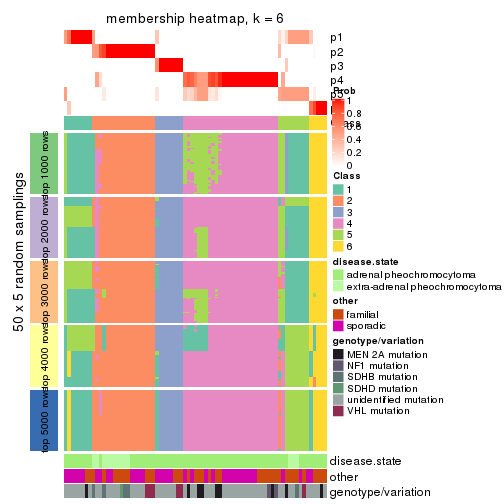 membership heatmap, k = 6
p1
p2
p3
p4
Prob
1
0.8
0.6
0.4
0.2
0
Class
1
2
3
4
5
6
disease.state
adrenal pheochromocytoma
extra-adrenal pheochromocytoma
other
familial
sporadic
genotype/variation
MEN 2A mutation
NF1 mutation
SDHB mutation
SDHD mutation
unidentified mutation
VHL mutation
50 x 5 random samplings
top 1000 rows
top 2000 rows
top 3000 rows
top 4000 rows
top 5000 rows
disease.state
other
genotype/variation